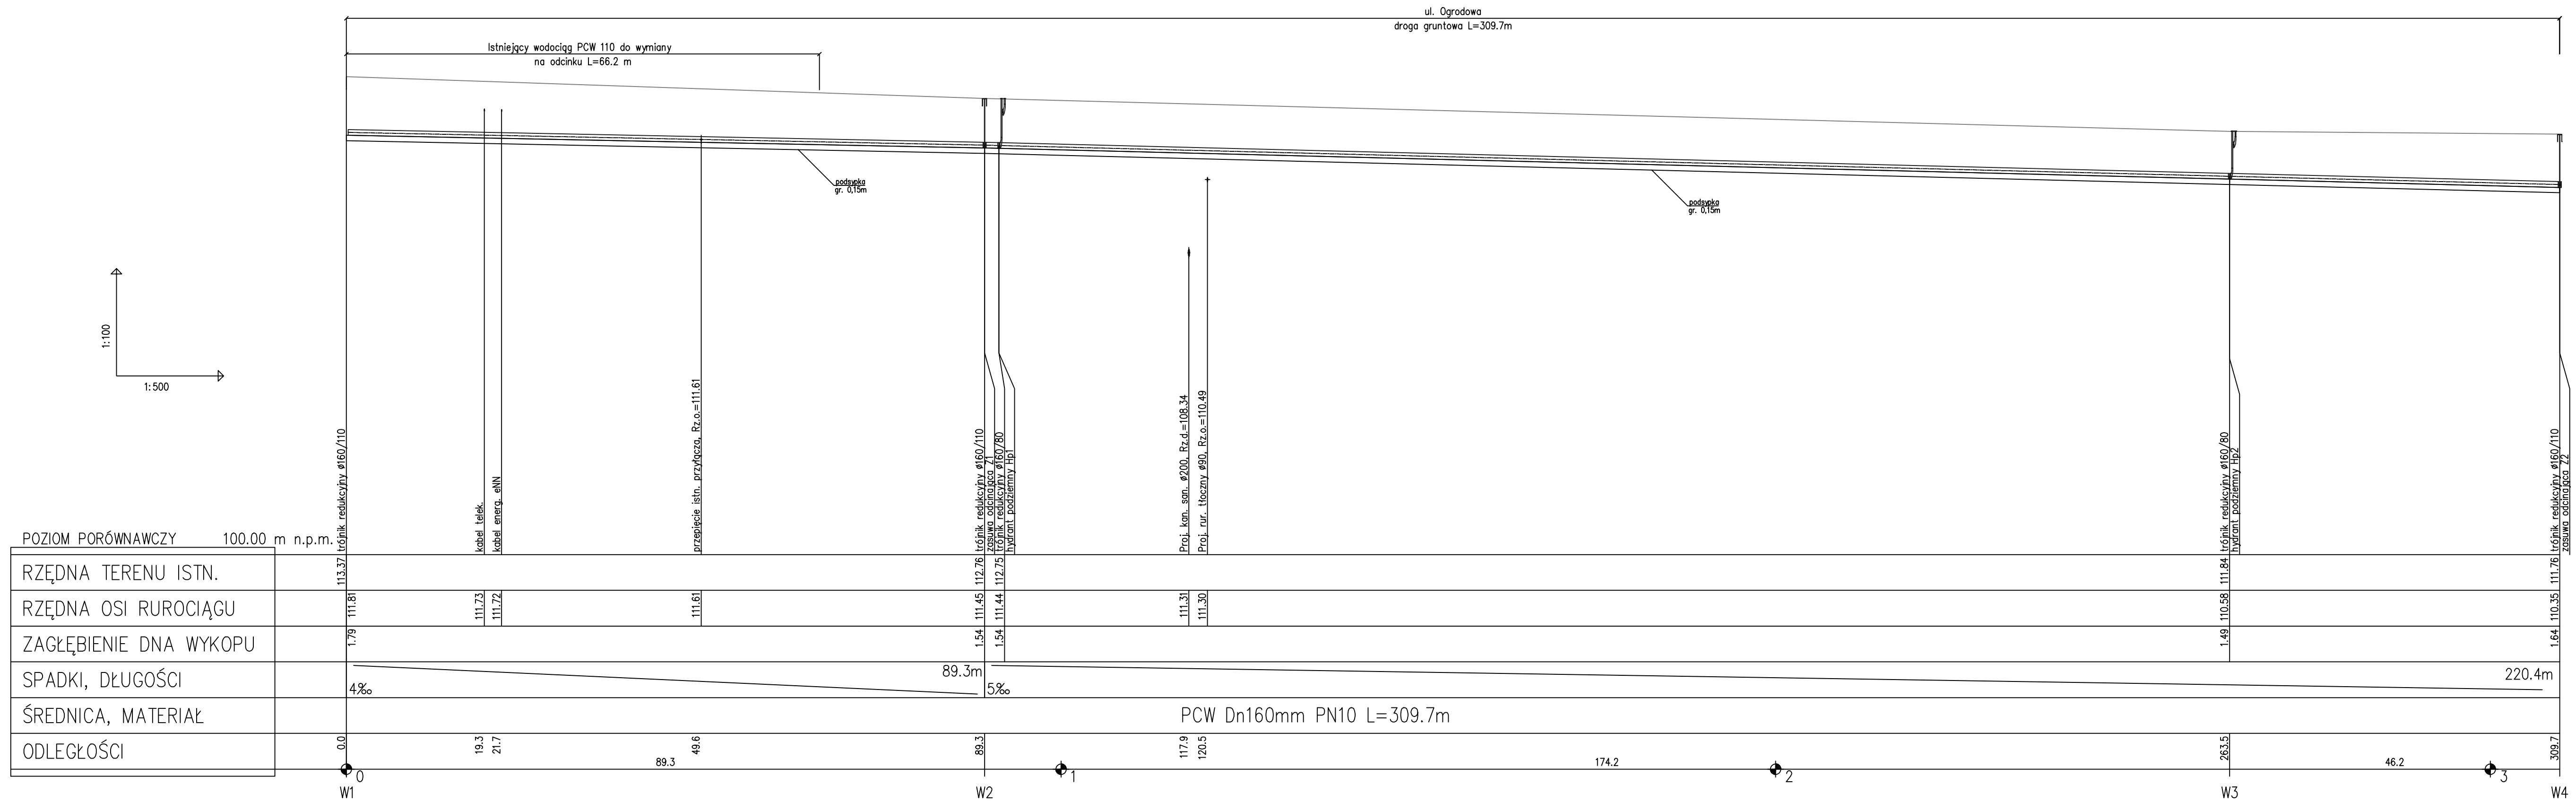 ul. Ogrodowa
droga gruntowa L=309.7m
Istniejący wodociąg PCW 110 do wymiany
na odcinku L=66.2 m
podsypka
gr. 0,15m
podsypka
gr. 0,15m
1:100
1:500
trójnik redukcyjny ø160/110
kabel telek.
kabel energ. eNN
przepięcie istn. przyłącza, Rz.o.=111.61
trójnik redukcyjny ø160/110
zasuwa odcinająca Z1
trójnik redukcyjny ø160/80
hydrant podziemny Hp1
Proj. kan. san. ø200, Rz.d.=108.34
Proj. rur. tłoczny ø90, Rz.o.=110.49
trójnik redukcyjny ø160/80
hydrant podziemny Hp2
trójnik redukcyjny ø160/110
zasuwa odcinająca Z2
POZIOM PORÓWNAWCZY 100.00 m n.p.m.
RZĘDNA TERENU ISTN. 113.37 112.76 112.75 111.84 111.76
RZĘDNA OSI RUROCIĄGU 111.81 111.73 111.72 111.61 111.45 111.44 111.31 111.30 110.58 110.35
ZAGŁĘBIENIE DNA WYKOPU 1.79 1.54 1.54 1.49 1.64
SPADKI, DŁUGOŚCI 4‰ 89.3m 5‰ 220.4m
ŚREDNICA, MATERIAŁ PCW Dn160mm PN10 L=309.7m
ODLEGŁOŚCI 0.0 19.3 21.7 49.6 89.3 117.9 120.5 263.5 309.7
89.3 174.2 46.2
0 1 2 3
W1 W2 W3 W4